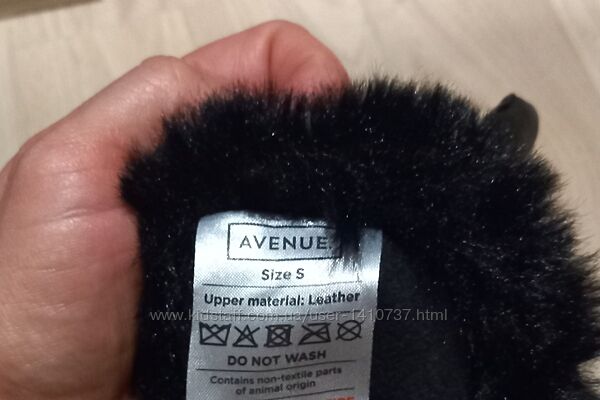 AVENUE
Size S
Upper material: Leather
www.kidstaff.com.ua/user-1410737.html
DO NOT WASH
Contains non-textile parts
of animal origin